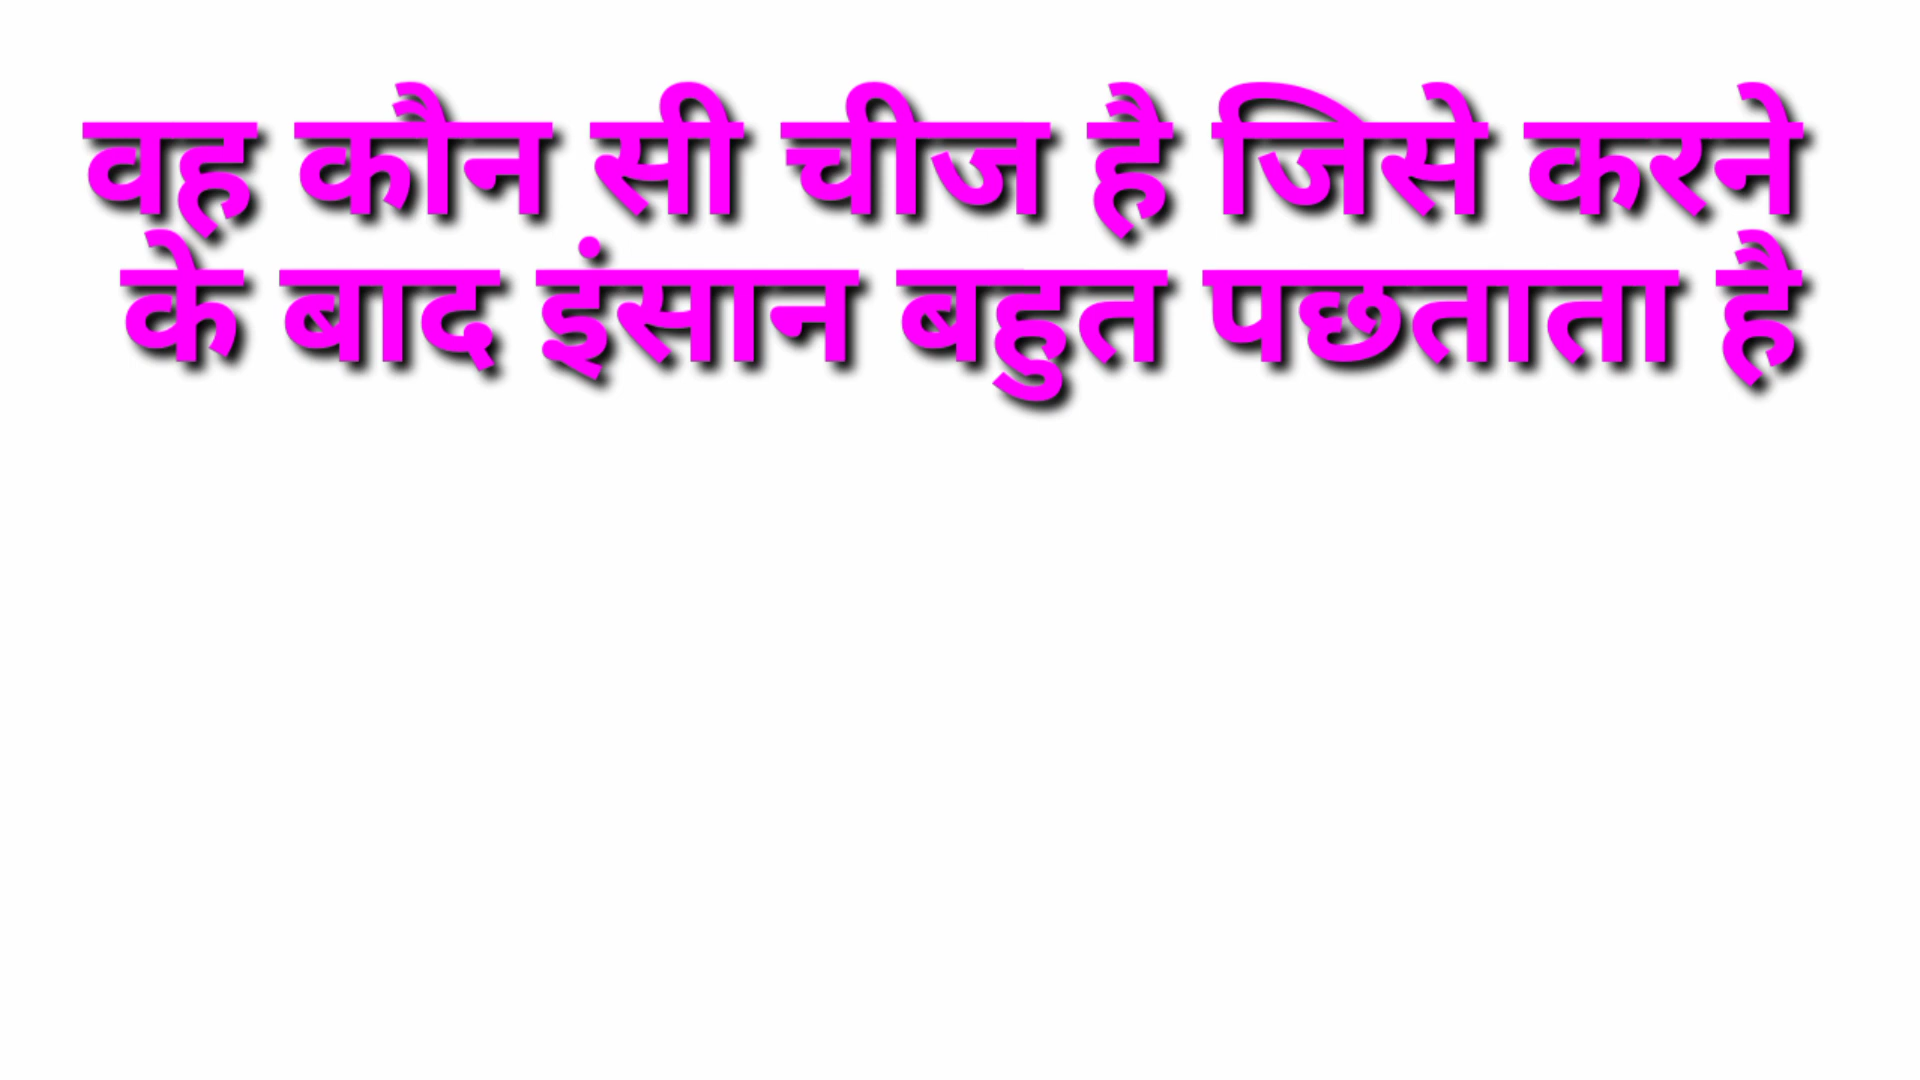 वह कौन सी चीज है जिसे करने
के बाद इंसान बहुत पछताता है